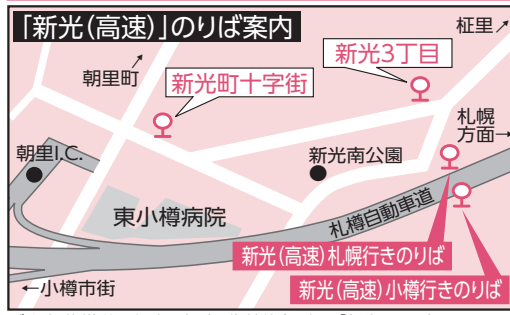 「新光(高速)」のりば案内
柾里
朝里町
新光3丁目
新光町十字街
札幌
方面→
朝里I.C.
新光南公園
東小樽病院
札樽自動車道
新光(高速)札幌行きのりば
新光(高速)小樽行きのりば
←小樽市街